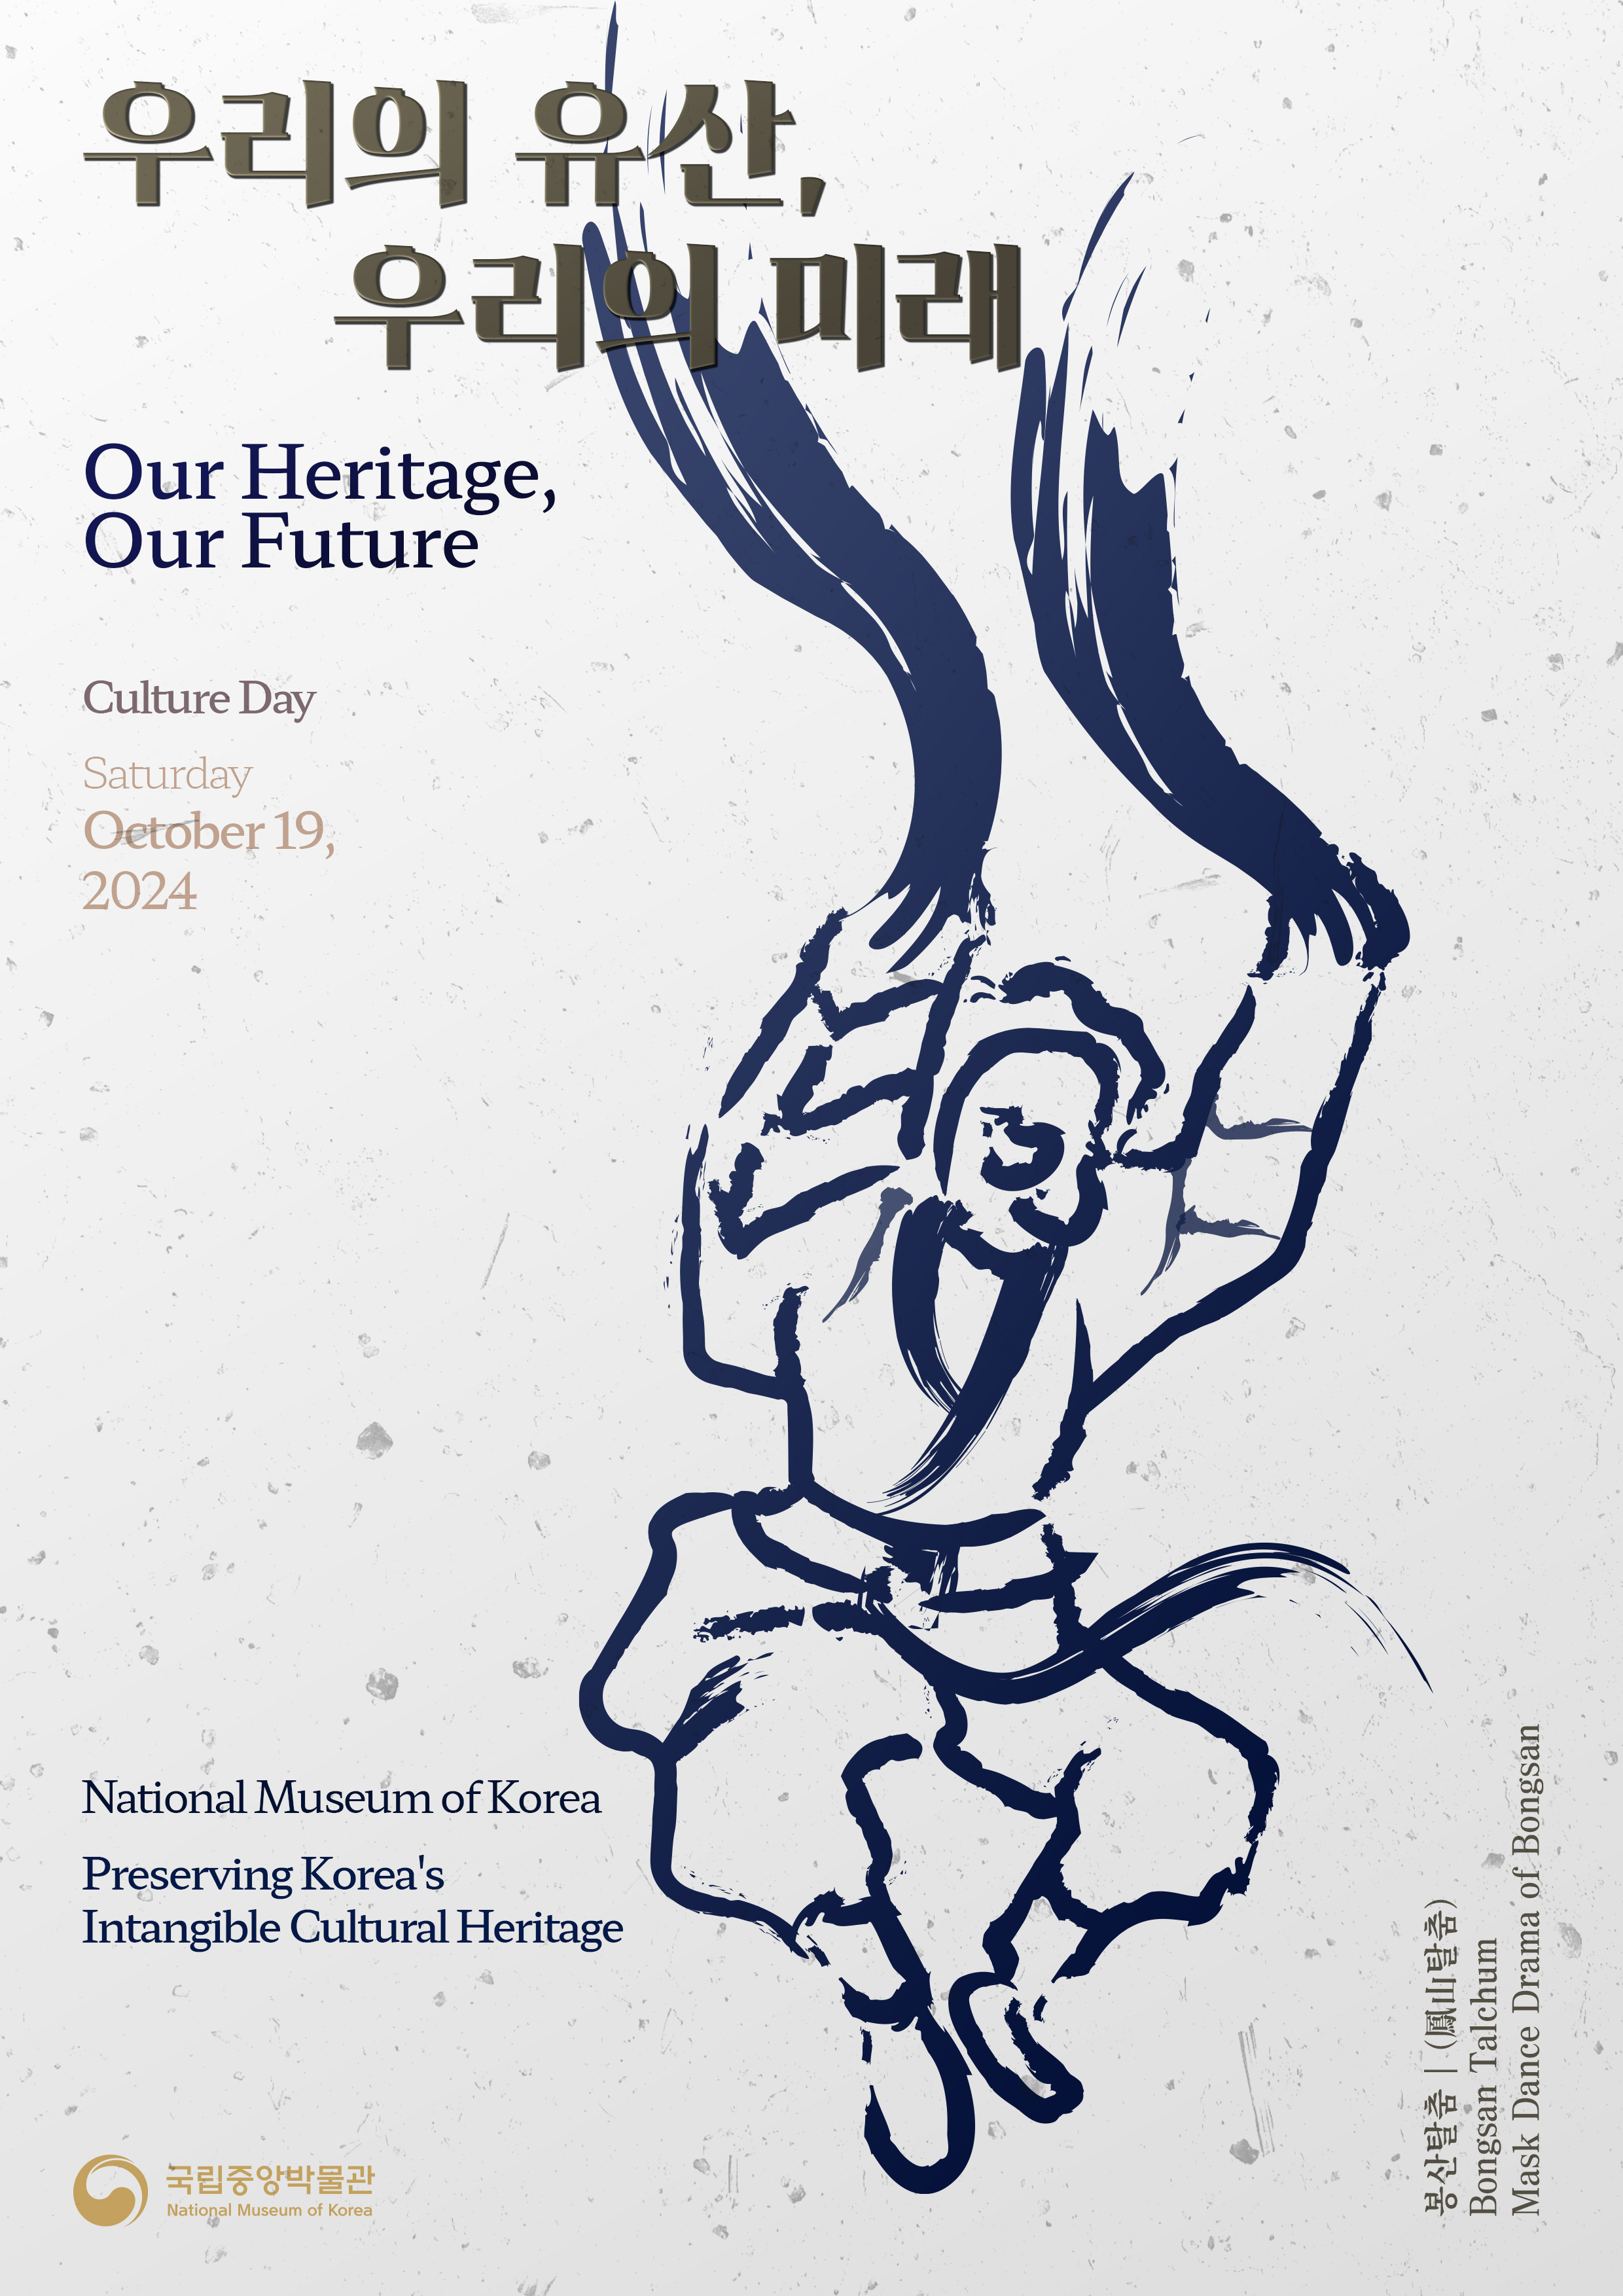 우리의 유산,
우리의 미래
Our Heritage,
Our Future
Culture Day
Saturday
October 19,
2024
National Museum of Korea
Preserving Korea's
Intangible Cultural Heritage
국립중앙박물관
National Museum of Korea
봉산탈춤 | (鳳山탈춤)
Bongsan Talchum
Mask Dance Drama of Bongsan